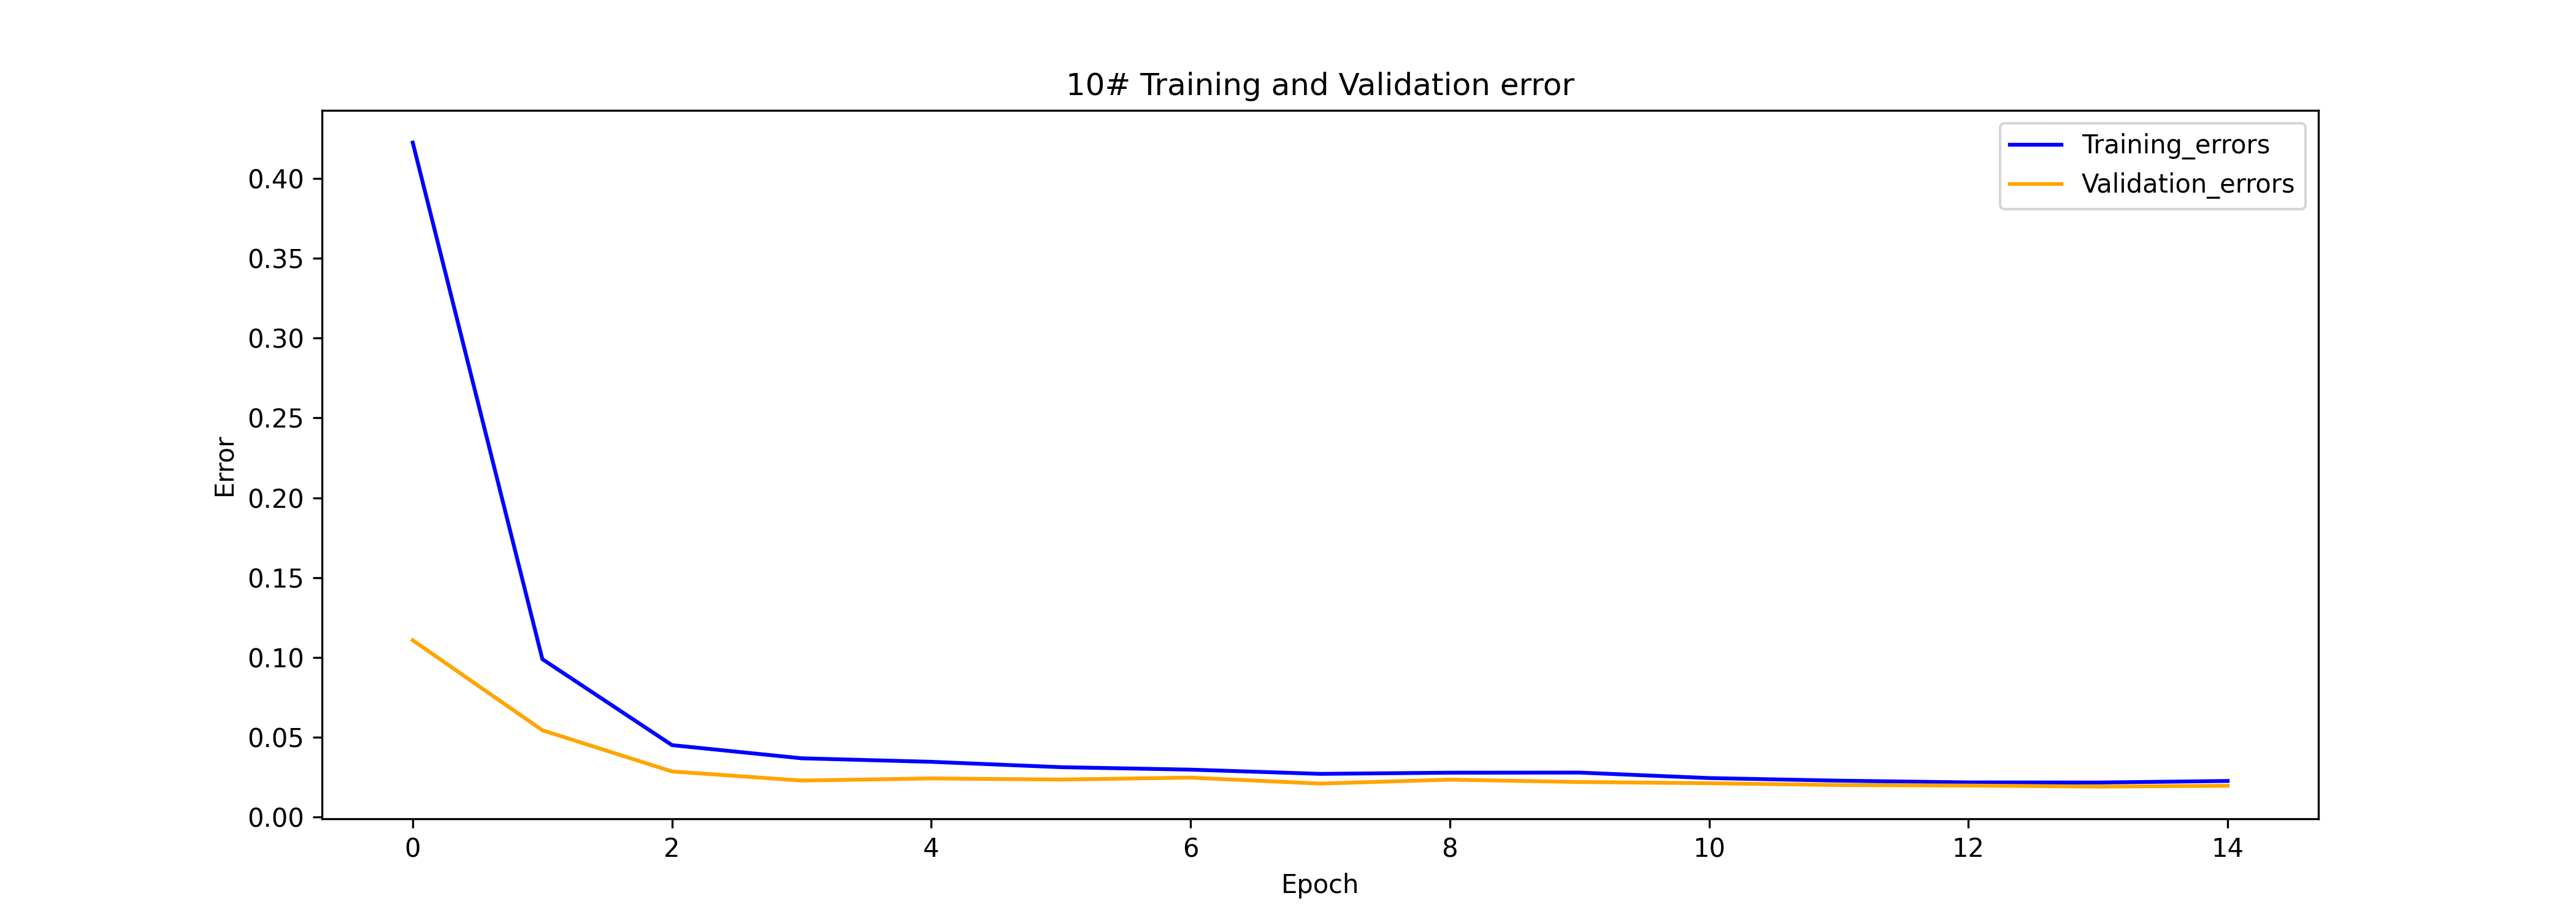 10# Training and Validation error
Training_errors
Validation_errors
0.40
0.35
0.30
0.25
0.20
0.15
0.10
0.05
0.00
Error
0 2 4 6 8 10 12 14
Epoch